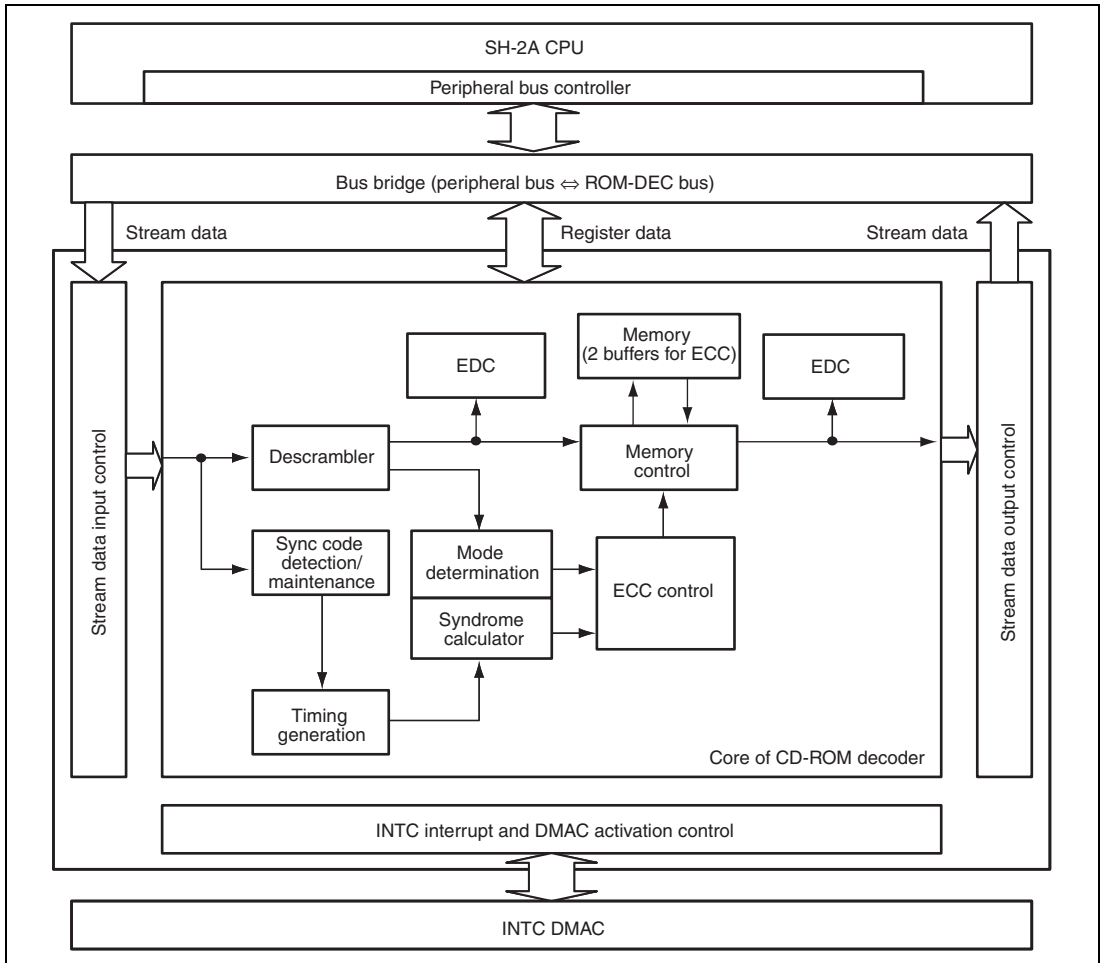 SH-2A CPU
Peripheral bus controller
Bus bridge (peripheral bus ⇔ ROM-DEC bus)
Stream data
Register data
Stream data
Stream data input control
EDC
Memory
(2 buffers for ECC)
EDC
Descrambler
Memory
control
Sync code
detection/
maintenance
Mode
determination
ECC control
Syndrome
calculator
Timing
generation
Core of CD-ROM decoder
Stream data output control
INTC interrupt and DMAC activation control
INTC DMAC